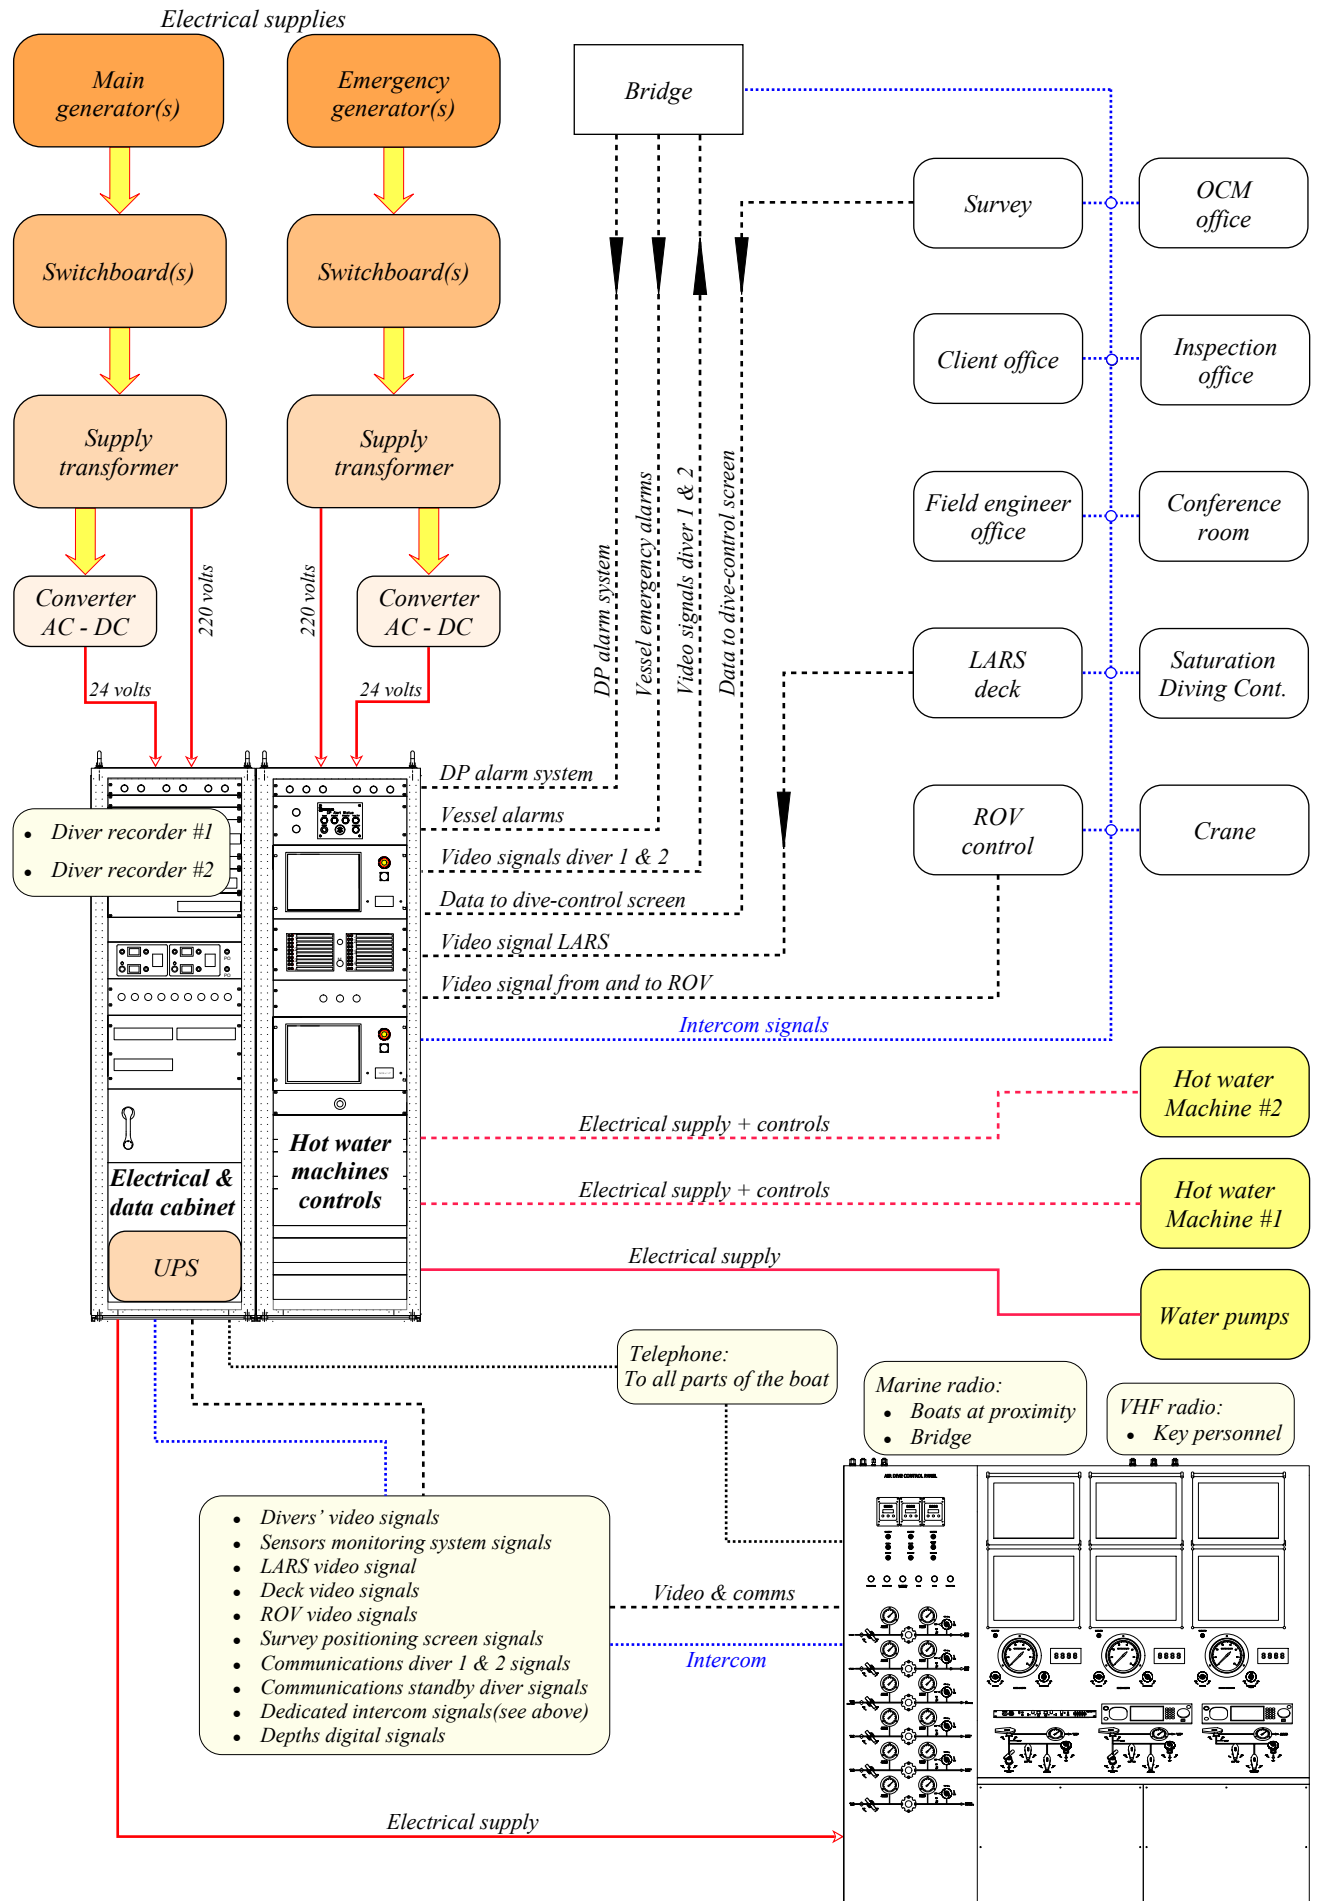 Electrical supplies
Main
generator(s)
Emergency
generator(s)
Bridge
Switchboard(s)
Switchboard(s)
Survey
OCM
office
Client office
Inspection
office
Supply
transformer
Supply
transformer
Field engineer
office
Conference
room
Converter
AC - DC
220 volts
220 volts
Converter
AC - DC
24 volts
24 volts
DP alarm system
Vessel emergency alarms
Video signals diver 1 & 2
Data to dive-control screen
LARS
deck
Saturation
Diving Cont.
ROV
control
Crane
• Diver recorder #1
• Diver recorder #2
DP alarm system
Vessel alarms
Video signals diver 1 & 2
Data to dive-control screen
Video signal LARS
Video signal from and to ROV
Intercom signals
Hot water
Machine #2
Electrical supply + controls
Hot water
machines
controls
Electrical &
data cabinet
Electrical supply + controls
Hot water
Machine #1
UPS
Electrical supply
Water pumps
Telephone:
To all parts of the boat
Marine radio:
• Boats at proximity
• Bridge
VHF radio:
• Key personnel
AIR DIVE CONTROL PANEL
• Divers’ video signals
• Sensors monitoring system signals
• LARS video signal
• Deck video signals
• ROV video signals
• Survey positioning screen signals
• Communications diver 1 & 2 signals
• Communications standby diver signals
• Dedicated intercom signals(see above)
• Depths digital signals
Video & comms
Intercom
8888
8888
8888
Electrical supply